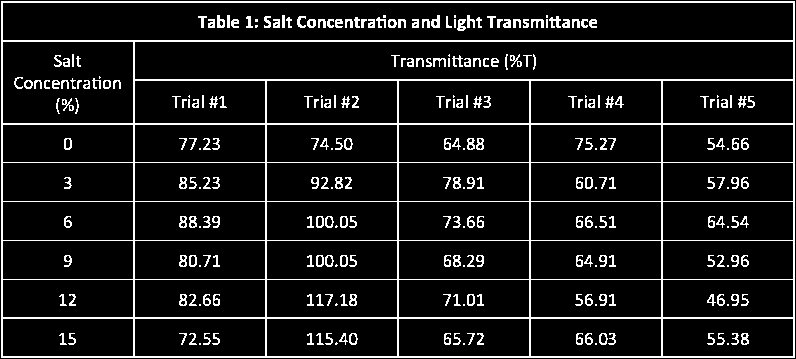 Table 1: Salt Concentration and Light Transmittance
Salt Concentration (%) Transmittance (%T)
Trial #1 Trial #2 Trial #3 Trial #4 Trial #5
0 77.23 74.50 64.88 75.27 54.66
3 85.23 92.82 78.91 60.71 57.96
6 88.39 100.05 73.66 66.51 64.54
9 80.71 100.05 68.29 64.91 52.96
12 82.66 117.18 71.01 56.91 46.95
15 72.55 115.40 65.72 66.03 55.38